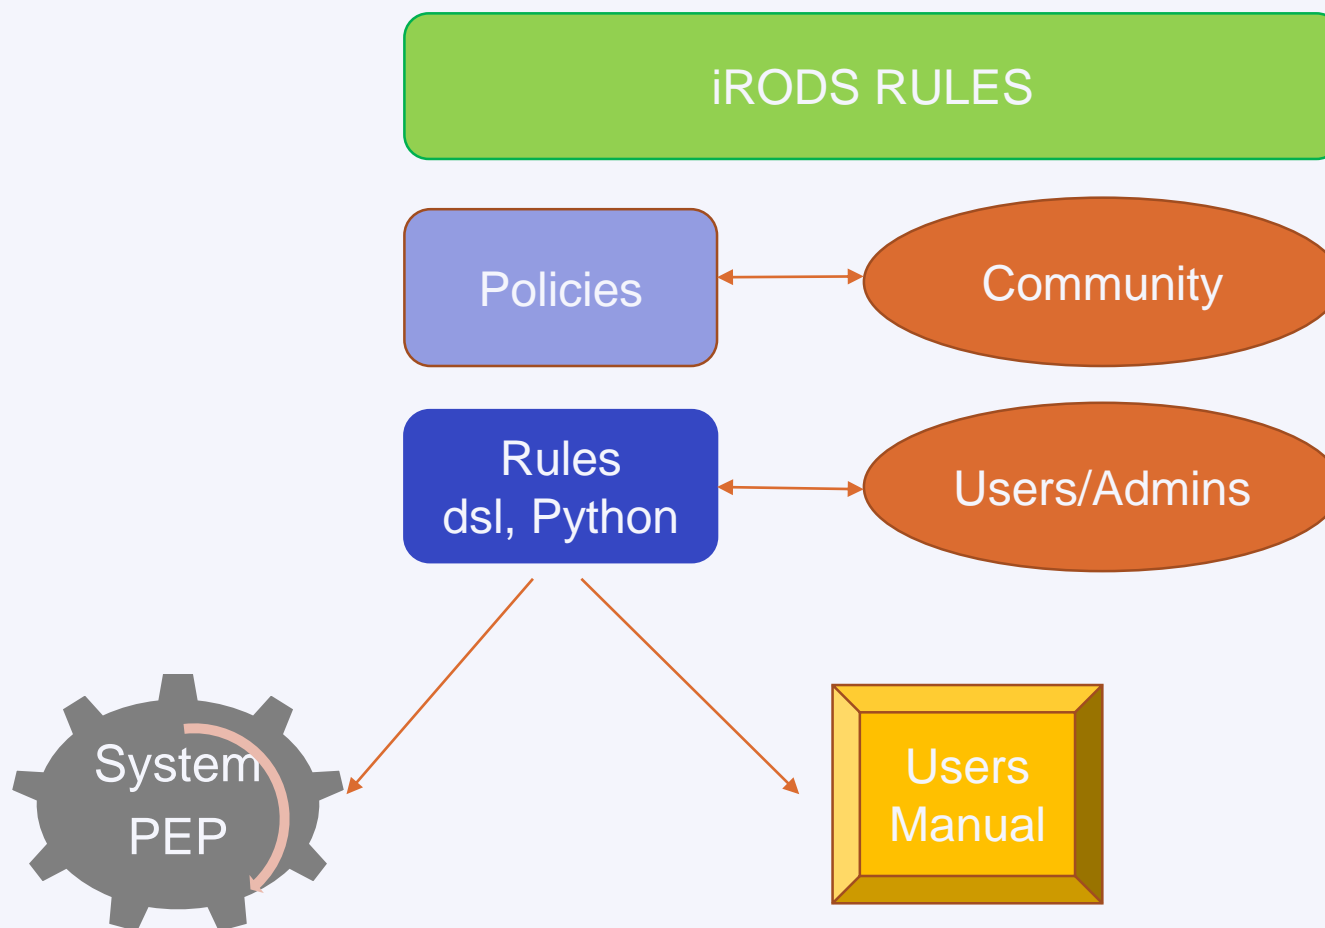 iRODS RULES
Policies
Community
Rules
dsl, Python
Users/Admins
System
PEP
Users
Manual